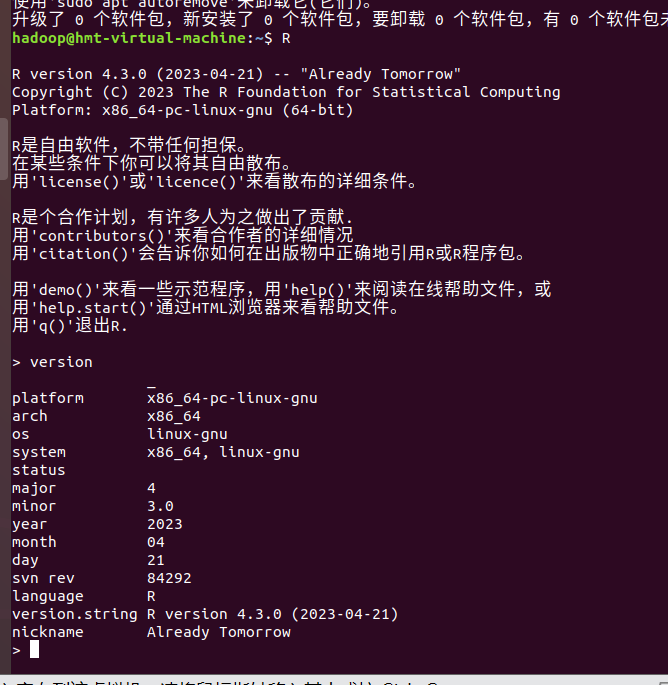 使用'sudo apt autoremove'来卸载它(它们)。
升级了 0 个软件包，新安装了 0 个软件包，要卸载 0 个软件包，有 0 个软件包
hadoop@hmt-virtual-machine:~$ R
R version 4.3.0 (2023-04-21) -- "Already Tomorrow"
Copyright (C) 2023 The R Foundation for Statistical Computing
Platform: x86_64-pc-linux-gnu (64-bit)
R是自由软件，不带任何担保。
在某些条件下你可以将其自由散布。
用'license()'或'licence()'来看散布的详细条件。
R是个合作计划，有许多人为之做出了贡献.
用'contributors()'来看合作者的详细情况
用'citation()'会告诉你如何在出版物中正确地引用R或R程序包。
用'demo()'来看一些示范程序，用'help()'来阅读在线帮助文件，或
用'help.start()'通过HTML浏览器来看帮助文件。
用'q()'退出R.
> version
_
platform x86_64-pc-linux-gnu
arch x86_64
os linux-gnu
system x86_64, linux-gnu
status
major 4
minor 3.0
year 2023
month 04
day 21
svn rev 84292
language R
version.string R version 4.3.0 (2023-04-21)
nickname Already Tomorrow
>